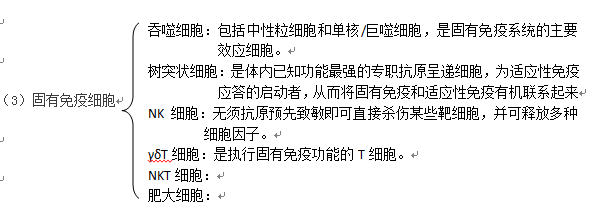 吞噬细胞：包括中性粒细胞和单核/巨噬细胞，是固有免疫系统的主要
效应细胞。
树突状细胞：是体内已知功能最强的专职抗原呈递细胞，为适应性免疫
应答的启动者，从而将固有免疫和适应性免疫有机联系起来
（3）固有免疫细胞
NK 细胞：无须抗原预先致敏即可直接杀伤某些靶细胞，并可释放多种
细胞因子。
γδT 细胞：是执行固有免疫功能的 T 细胞。
NKT 细胞：
肥大细胞：